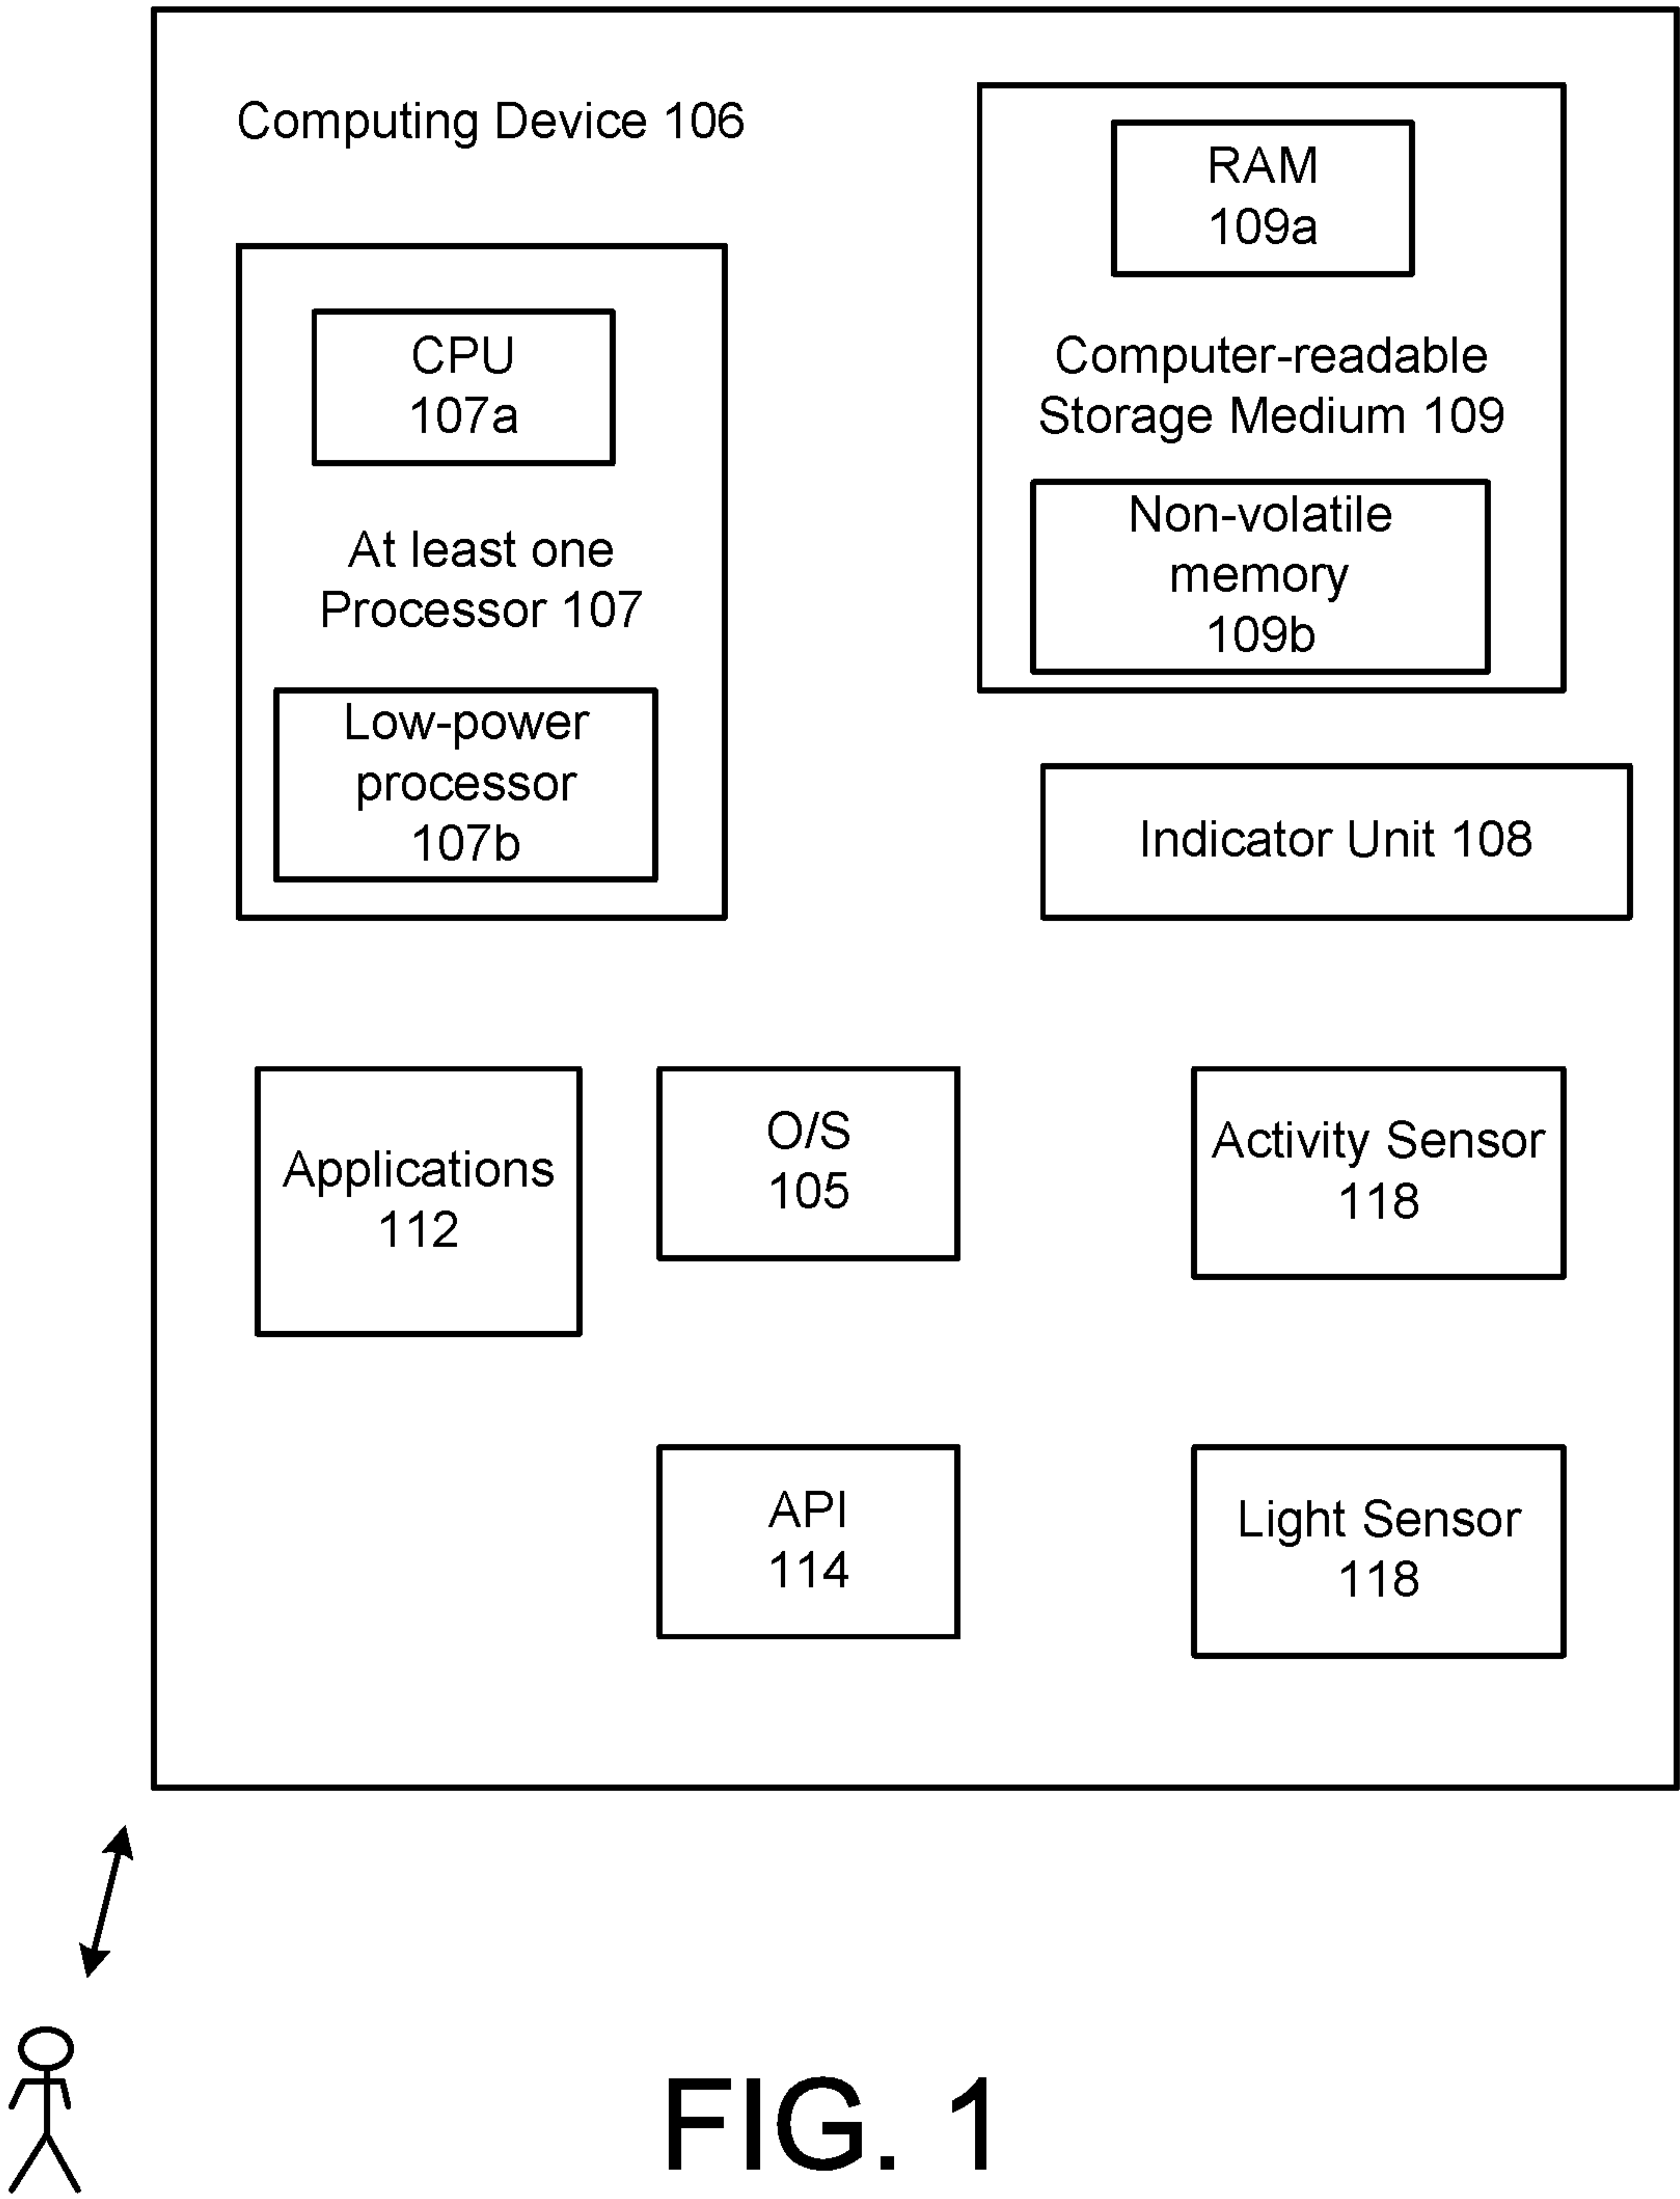 Computing Device 106
RAM
109a
Computer-readable
Storage Medium 109
Non-volatile
memory
109b
CPU
107a
At least one
Processor 107
Low-power
processor
107b
Indicator Unit 108
Applications
112
O/S
105
Activity Sensor
118
API
114
Light Sensor
118
FIG. 1